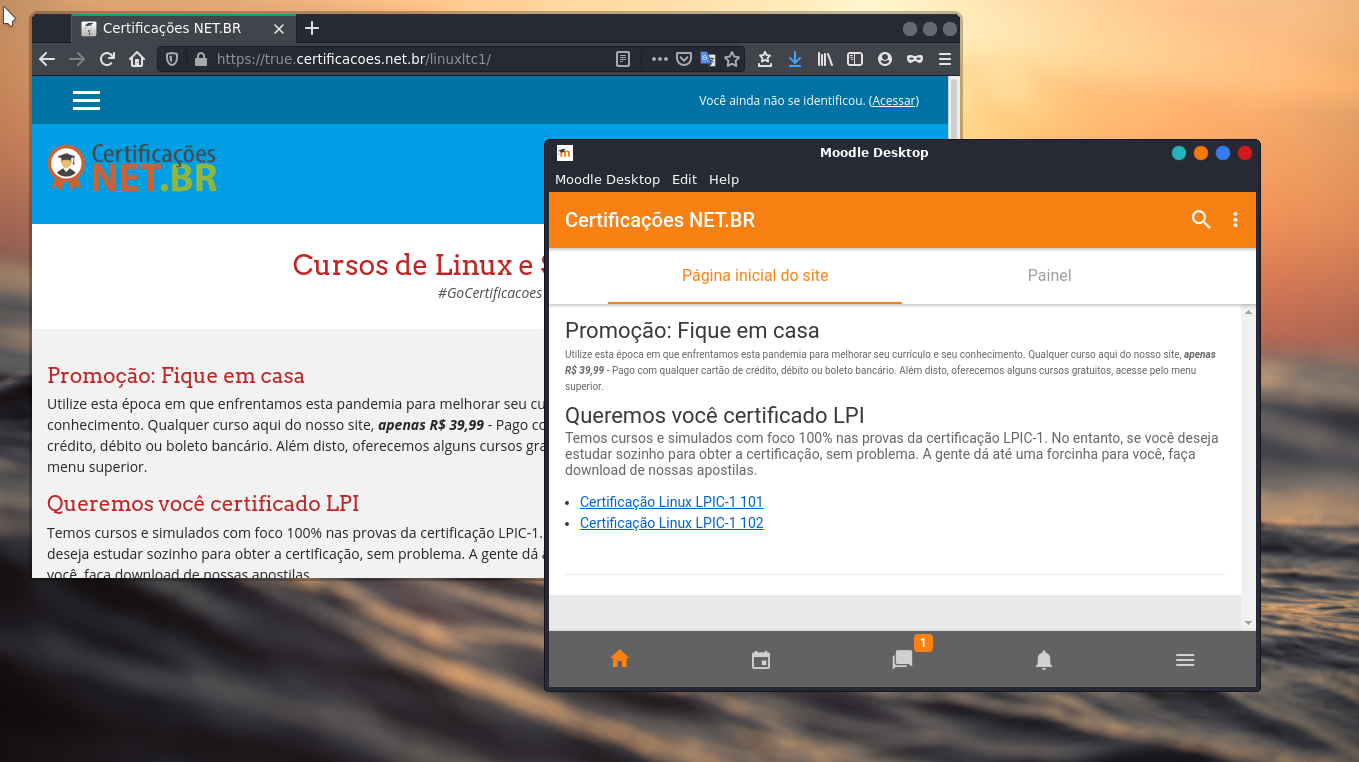 Certificações NET.BR
https://true.certificacoes.net.br/linuxltc1/
Você ainda não se identificou. (Acessar)
Certificações
NET.BR
Cursos de Linux e
#GoCertificacoes
Promoção: Fique em casa
Utilize esta época em que enfrentamos esta pandemia para melhorar seu
conhecimento. Qualquer curso aqui do nosso site, apenas R$ 39,99 - Pago
crédito, débito ou boleto bancário. Além disto, oferecemos alguns cursos
menu superior.
Queremos você certificado LPI
Temos cursos e simulados com foco 100% nas provas da certificação LPIC-1.
deseja estudar sozinho para obter a certificação, sem problema. A gente dá
você, faça download de nossas apostilas.
Moodle Desktop
Moodle Desktop Edit Help
Certificações NET.BR
Página inicial do site Painel
Promoção: Fique em casa
Utilize esta época em que enfrentamos esta pandemia para melhorar seu currículo e seu conhecimento. Qualquer curso aqui do nosso site, apenas
R$ 39,99 - Pago com qualquer cartão de crédito, débito ou boleto bancário. Além disto, oferecemos alguns cursos gratuitos, acesse pelo menu
superior.
Queremos você certificado LPI
Temos cursos e simulados com foco 100% nas provas da certificação LPIC-1. No entanto, se você deseja
estudar sozinho para obter a certificação, sem problema. A gente dá até uma forcinha para você, faça
download de nossas apostilas.
Certificação Linux LPIC-1 101
Certificação Linux LPIC-1 102
1